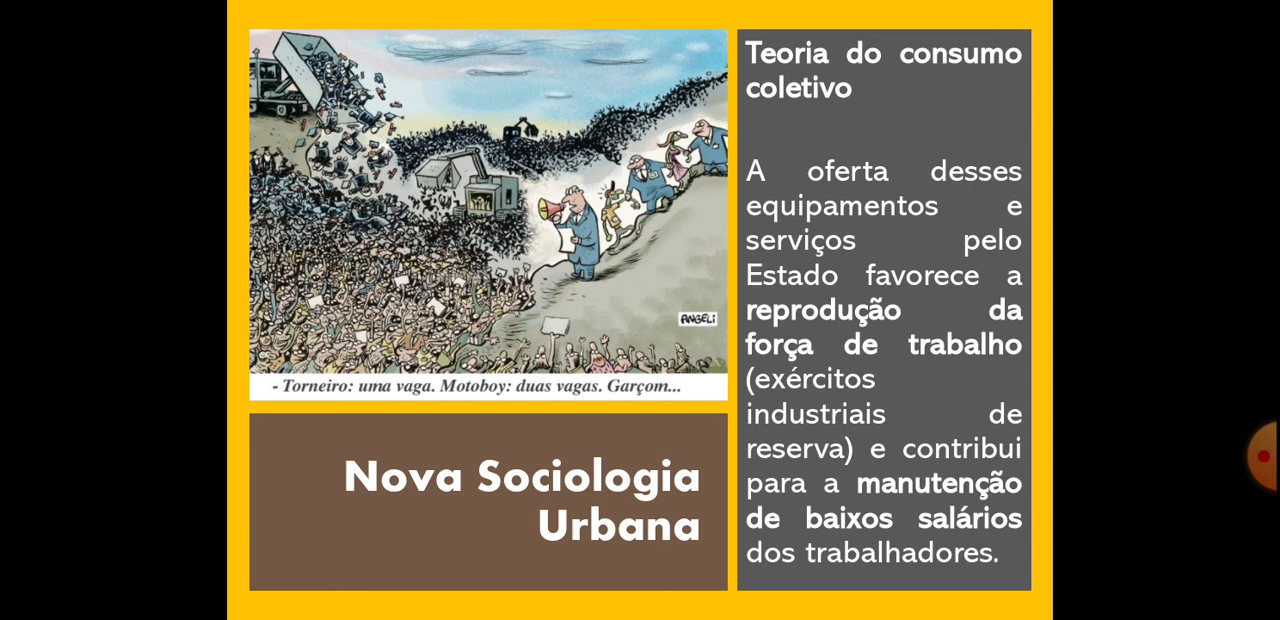 ANGELI
- Torneiro: uma vaga. Motoboy: duas vagas. Garçom...
Nova Sociologia
Urbana
Teoria do consumo
coletivo
A oferta desses
equipamentos e
serviços pelo
Estado favorece a
reprodução da
força de trabalho
(exércitos
industriais de
reserva) e contribui
para a manutenção
de baixos salários
dos trabalhadores.